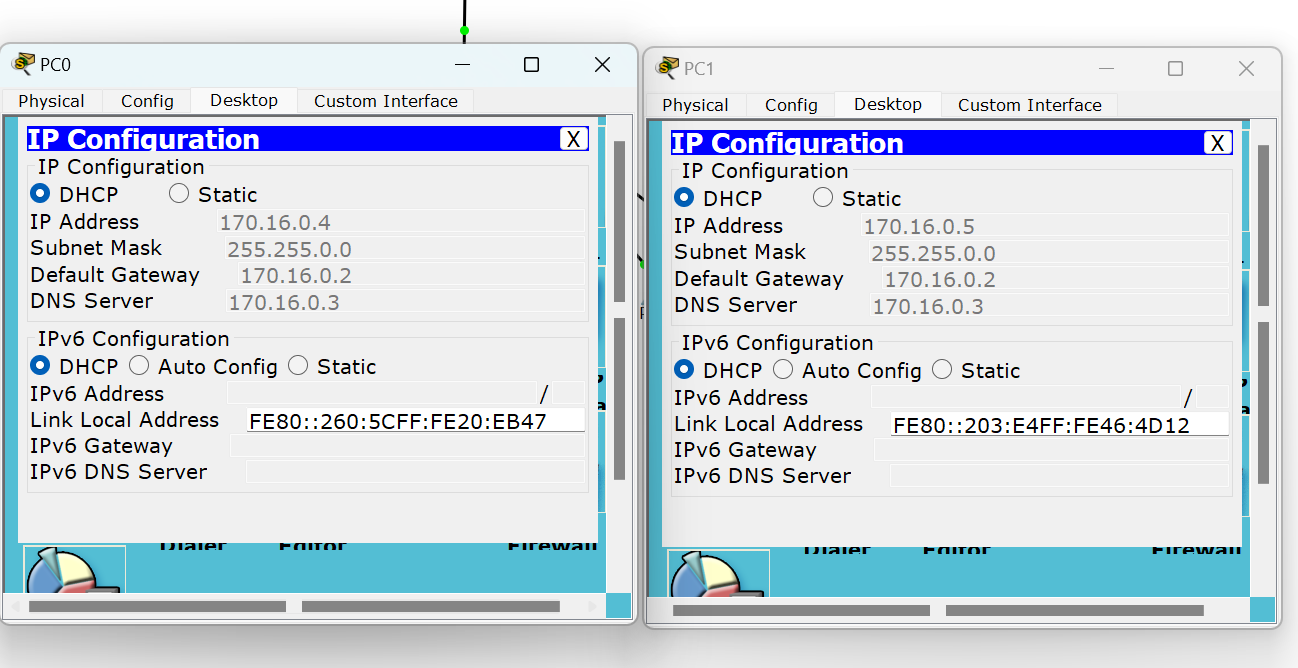 PC0
Physical Config Desktop Custom Interface
IP Configuration X
IP Configuration
DHCP Static
IP Address 170.16.0.4
Subnet Mask 255.255.0.0
Default Gateway 170.16.0.2
DNS Server 170.16.0.3
IPv6 Configuration
DHCP Auto Config Static
IPv6 Address /
Link Local Address FE80::260:5CFF:FE20:EB47
IPv6 Gateway
IPv6 DNS Server
Dialer Editor Firewall
PC1
Physical Config Desktop Custom Interface
IP Configuration X
IP Configuration
DHCP Static
IP Address 170.16.0.5
Subnet Mask 255.255.0.0
Default Gateway 170.16.0.2
DNS Server 170.16.0.3
IPv6 Configuration
DHCP Auto Config Static
IPv6 Address /
Link Local Address FE80::203:E4FF:FE46:4D12
IPv6 Gateway
IPv6 DNS Server
Dialer Editor Firewall